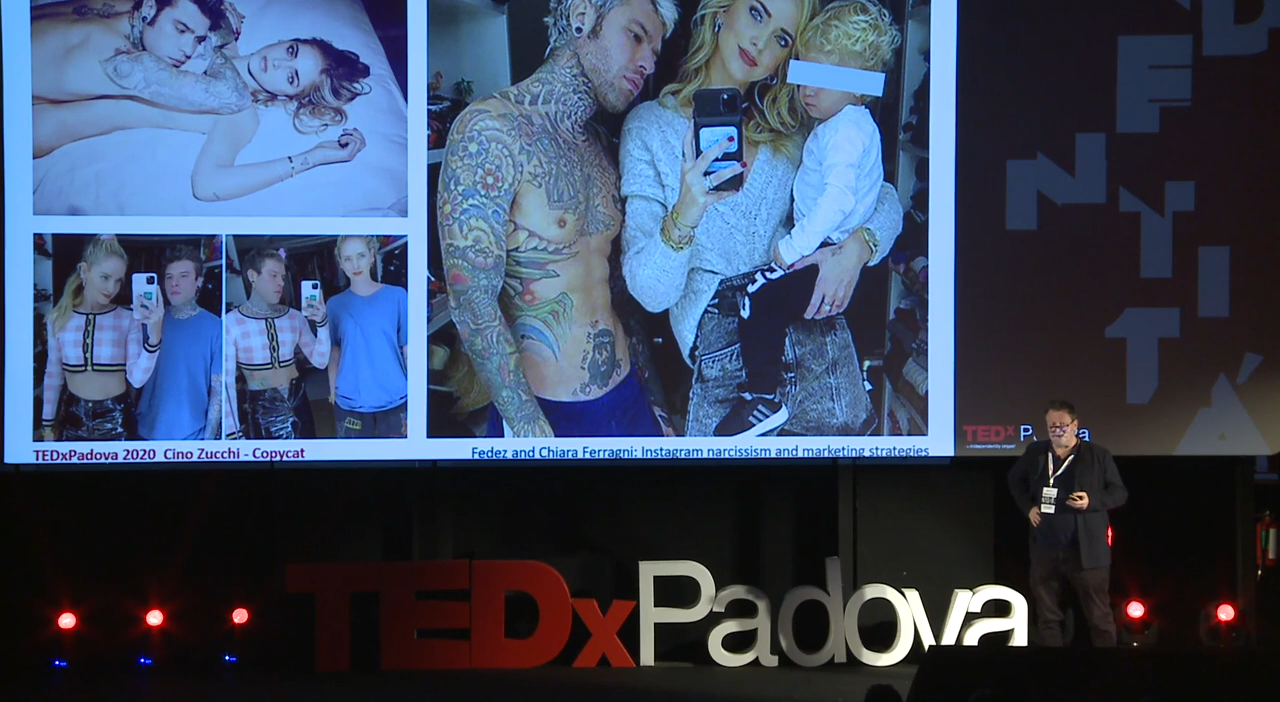 TEDxPadova 2020 Cino Zucchi - Copycat
Fedez and Chiara Ferragni: Instagram narcissism and marketing strategies
TEDx
TEDxPadova